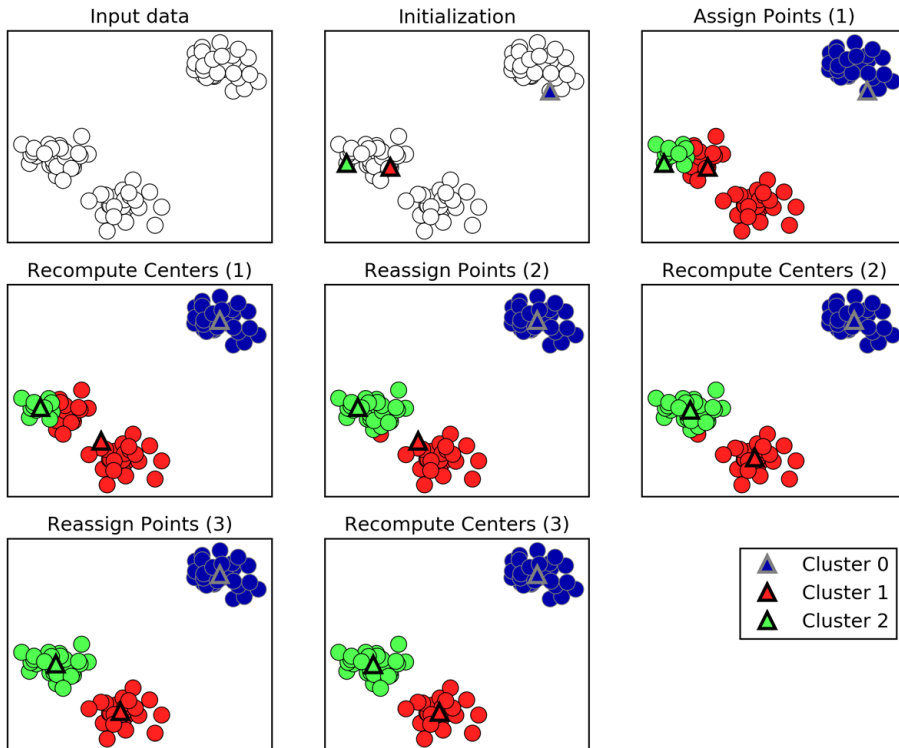 Input data
Initialization
Assign Points (1)
Recompute Centers (1)
Reassign Points (2)
Recompute Centers (2)
Reassign Points (3)
Recompute Centers (3)
Cluster 0
Cluster 1
Cluster 2